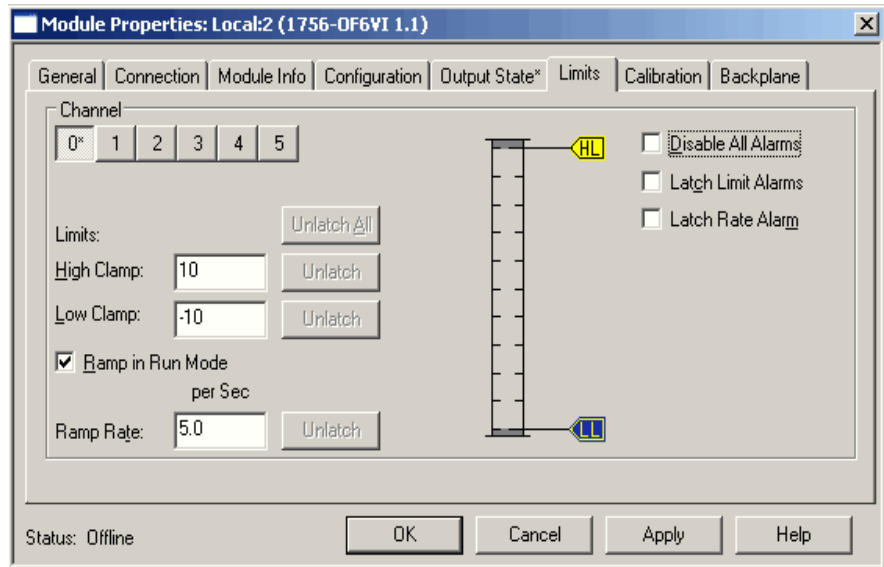 Module Properties: Local:2 (1756-OF6VI 1.1)
General Connection Module Info Configuration Output State* Limits Calibration Backplane
Channel
0* 1 2 3 4 5
HL
Disable All Alarms
Latch Limit Alarms
Latch Rate Alarm
Limits:
Unlatch All
High Clamp: 10 Unlatch
Low Clamp: -10 Unlatch
Ramp in Run Mode
per Sec
Ramp Rate: 5.0 Unlatch
LL
Status: Offline
OK Cancel Apply Help